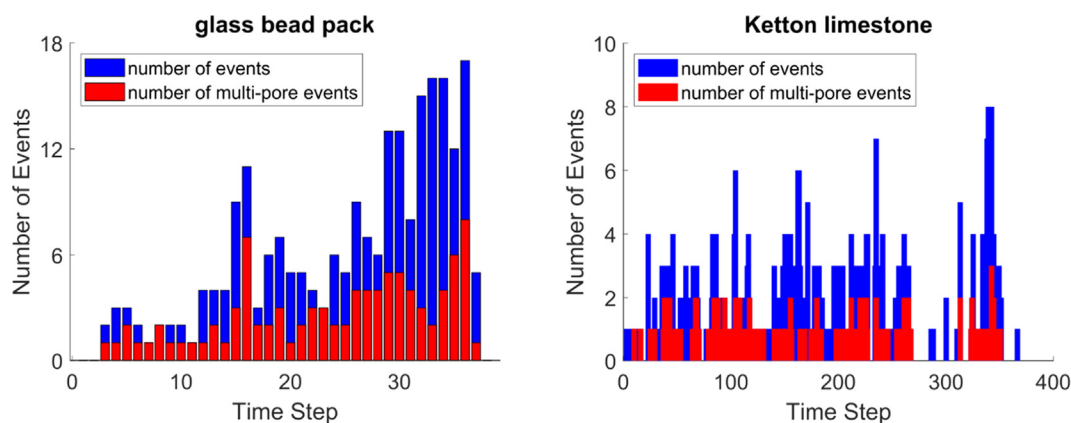 glass bead pack
number of events
number of multi-pore events
Number of Events
18
12
6
0
0 10 20 30
Time Step
Ketton limestone
number of events
number of multi-pore events
Number of Events
10
8
6
4
2
0
0 100 200 300 400
Time Step